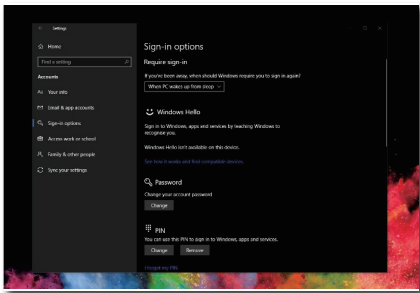 Settings
Home
Find a setting
Accounts
Your info
Email & app accounts
Sign-in options
Access work or school
Family & other people
Sync your settings
Sign-in options
Require sign-in
If you've been away, when should Windows require you to sign in again?
When PC wakes up from sleep
Windows Hello
Sign in to Windows, apps and services by teaching Windows to
recognise you.
Windows Hello isn't available on this device.
See how it works and find compatible devices.
Password
Change your account password
Change
PIN
You can use this PIN to sign in to Windows, apps and services.
Change Remove
I forgot my PIN